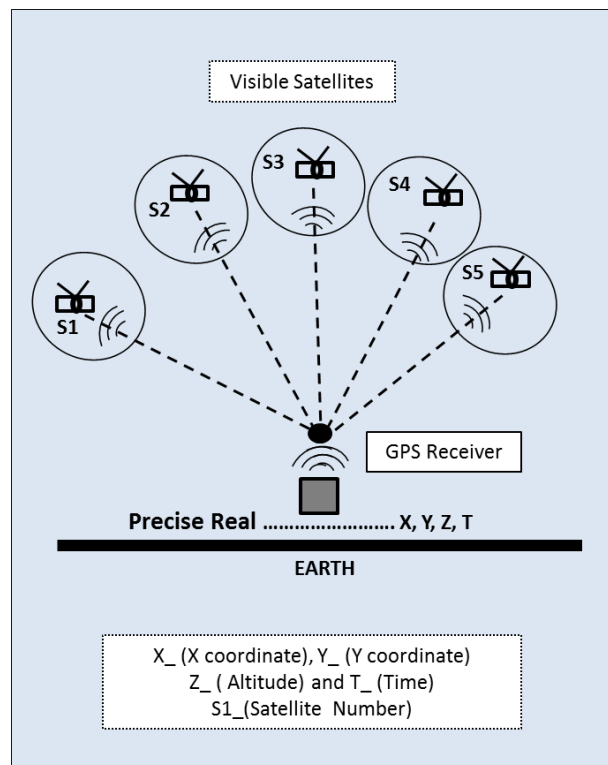 Visible Satellites
S3
S4
S2
S5
S1
GPS Receiver
Precise Real ......................... X, Y, Z, T
EARTH
X_ (X coordinate), Y_ (Y coordinate)
Z_ ( Altitude) and T_ (Time)
S1_(Satellite Number)